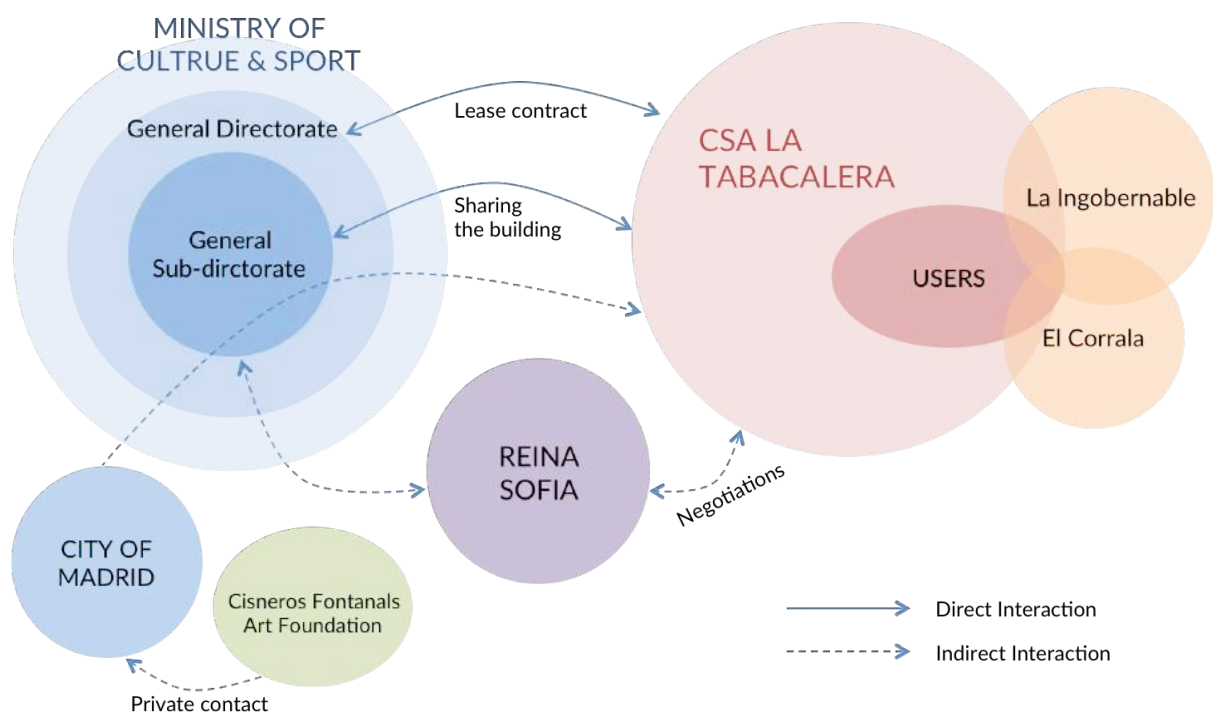 MINISTRY OF
CULTRUE & SPORT
General Directorate
General
Sub-dirctorate
Lease contract
Sharing
the building
CSA LA
TABACALERA
La Ingobernable
USERS
El Corrala
REINA
SOFIA
Negotiations
CITY OF
MADRID
Cisneros Fontanals
Art Foundation
Private contact
Direct Interaction
Indirect Interaction